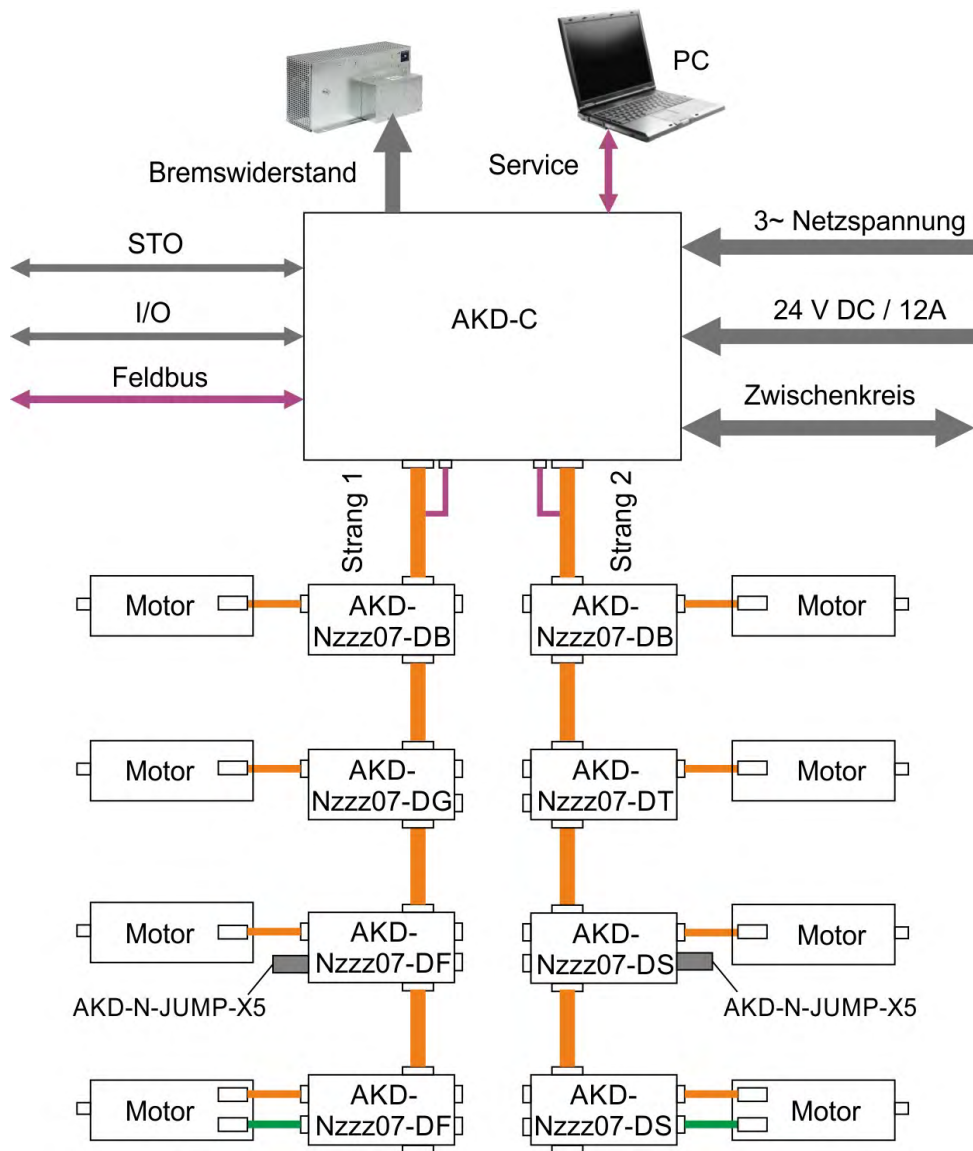 PC
Bremswiderstand
Service
3~ Netzspannung
STO
I/O
AKD-C
24 V DC / 12A
Feldbus
Zwischenkreis
Strang 1
Strang 2
Motor
AKD-
Nzzz07-DB
AKD-
Nzzz07-DB
Motor
Motor
AKD-
Nzzz07-DG
AKD-
Nzzz07-DT
Motor
Motor
AKD-
Nzzz07-DF
AKD-
Nzzz07-DS
Motor
AKD-N-JUMP-X5
AKD-N-JUMP-X5
Motor
AKD-
Nzzz07-DF
AKD-
Nzzz07-DS
Motor